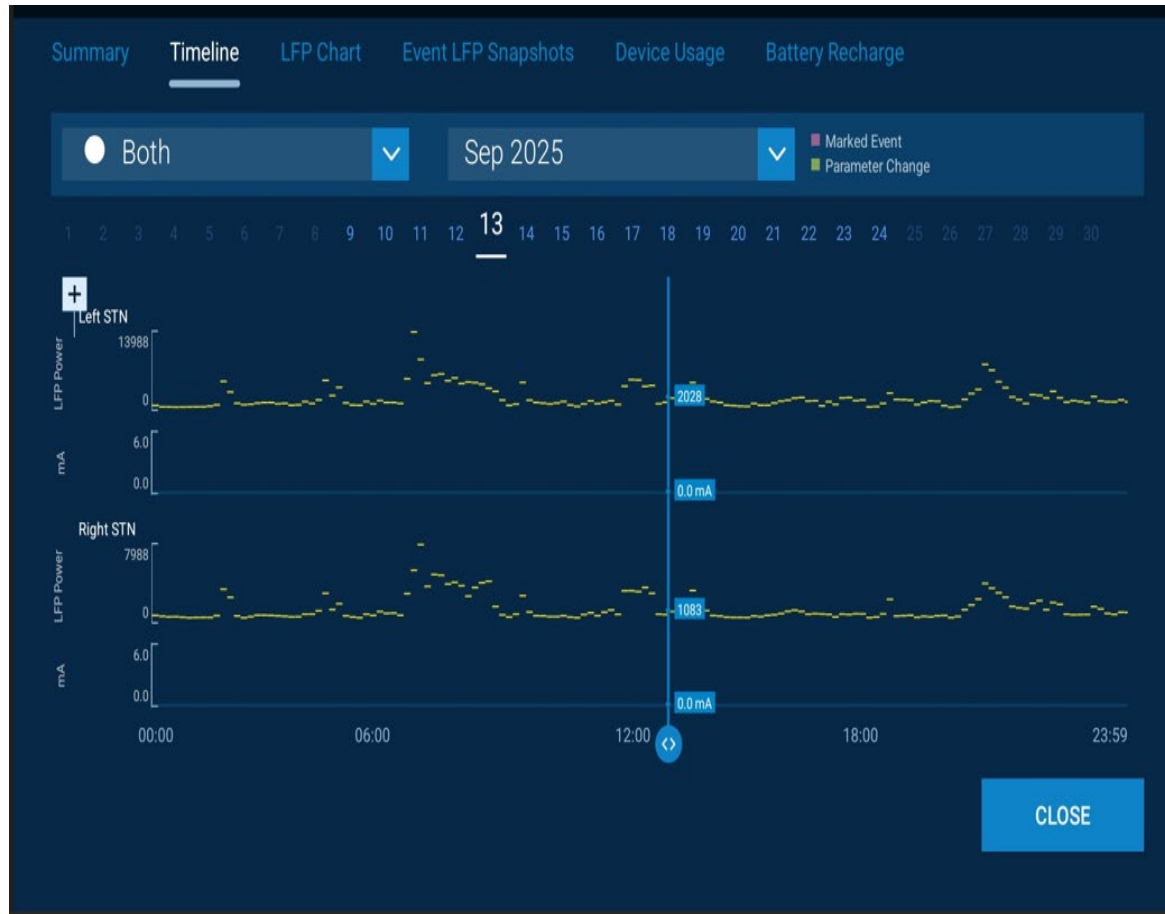 Summary Timeline LFP Chart Event LFP Snapshots Device Usage Battery Recharge
Both Sep 2025
Marked Event
Parameter Change
1 2 3 4 5 6 7 8 9 10 11 12 13 14 15 16 17 18 19 20 21 22 23 24 25 26 27 28 29 30
+
Left STN
LFP Power
13988
0
2028
mA
6.0
0.0
0.0 mA
Right STN
LFP Power
7988
0
1083
mA
6.0
0.0
0.0 mA
00:00 06:00 12:00 18:00 23:59
CLOSE